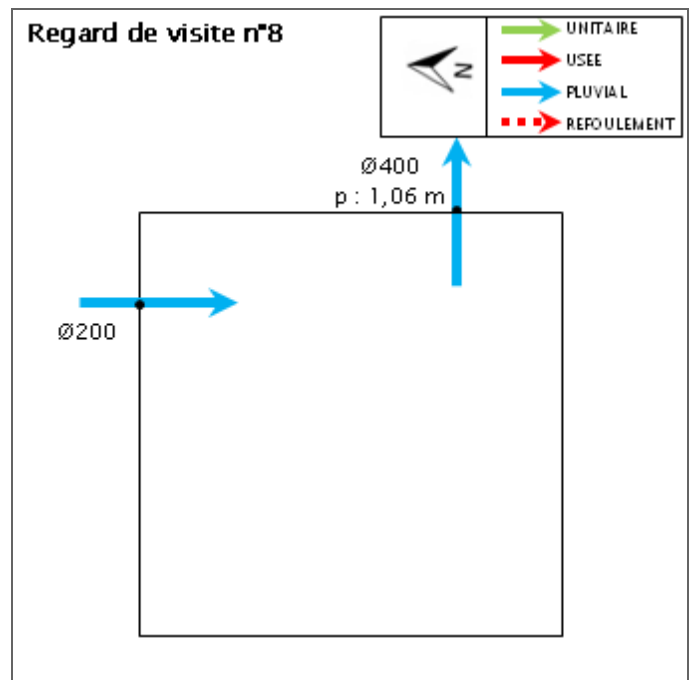 Regard de visite n°8
N
UNITAIRE
USEE
PLUVIAL
REFOULEMENT
Ø400
p : 1,06 m
Ø200